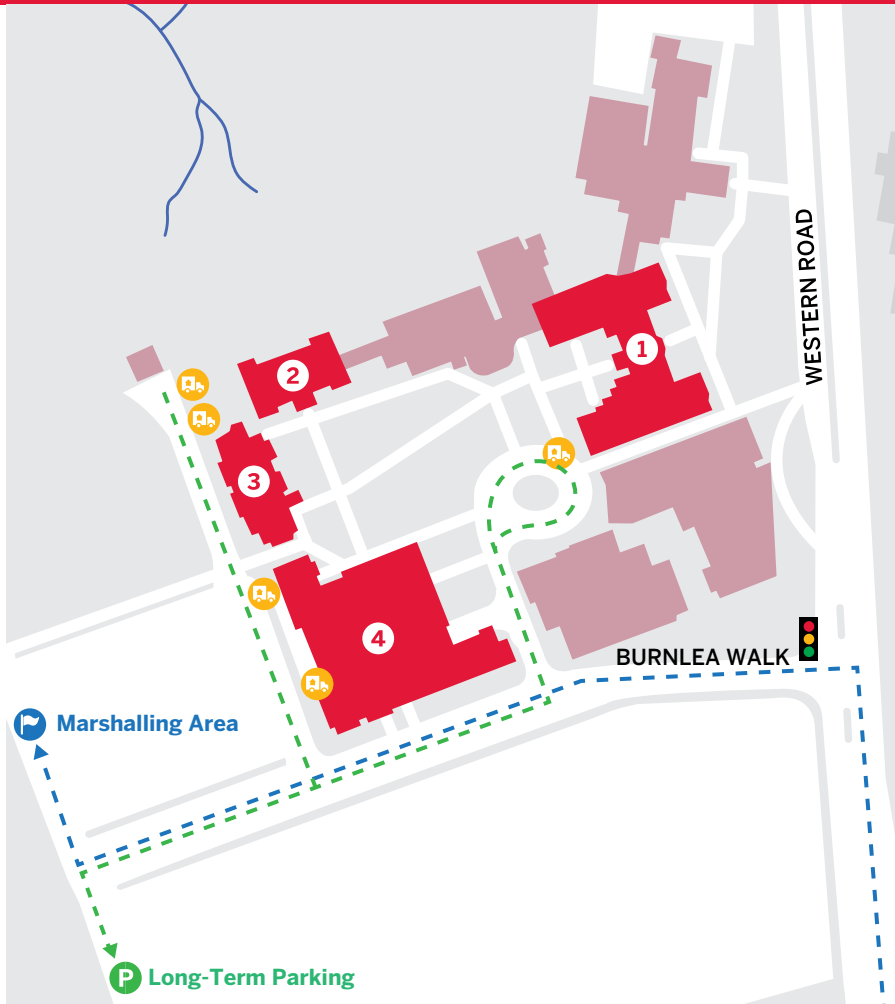 WESTERN ROAD
1
2
3
4
BURNLEA WALK
Marshalling Area
P Long-Term Parking